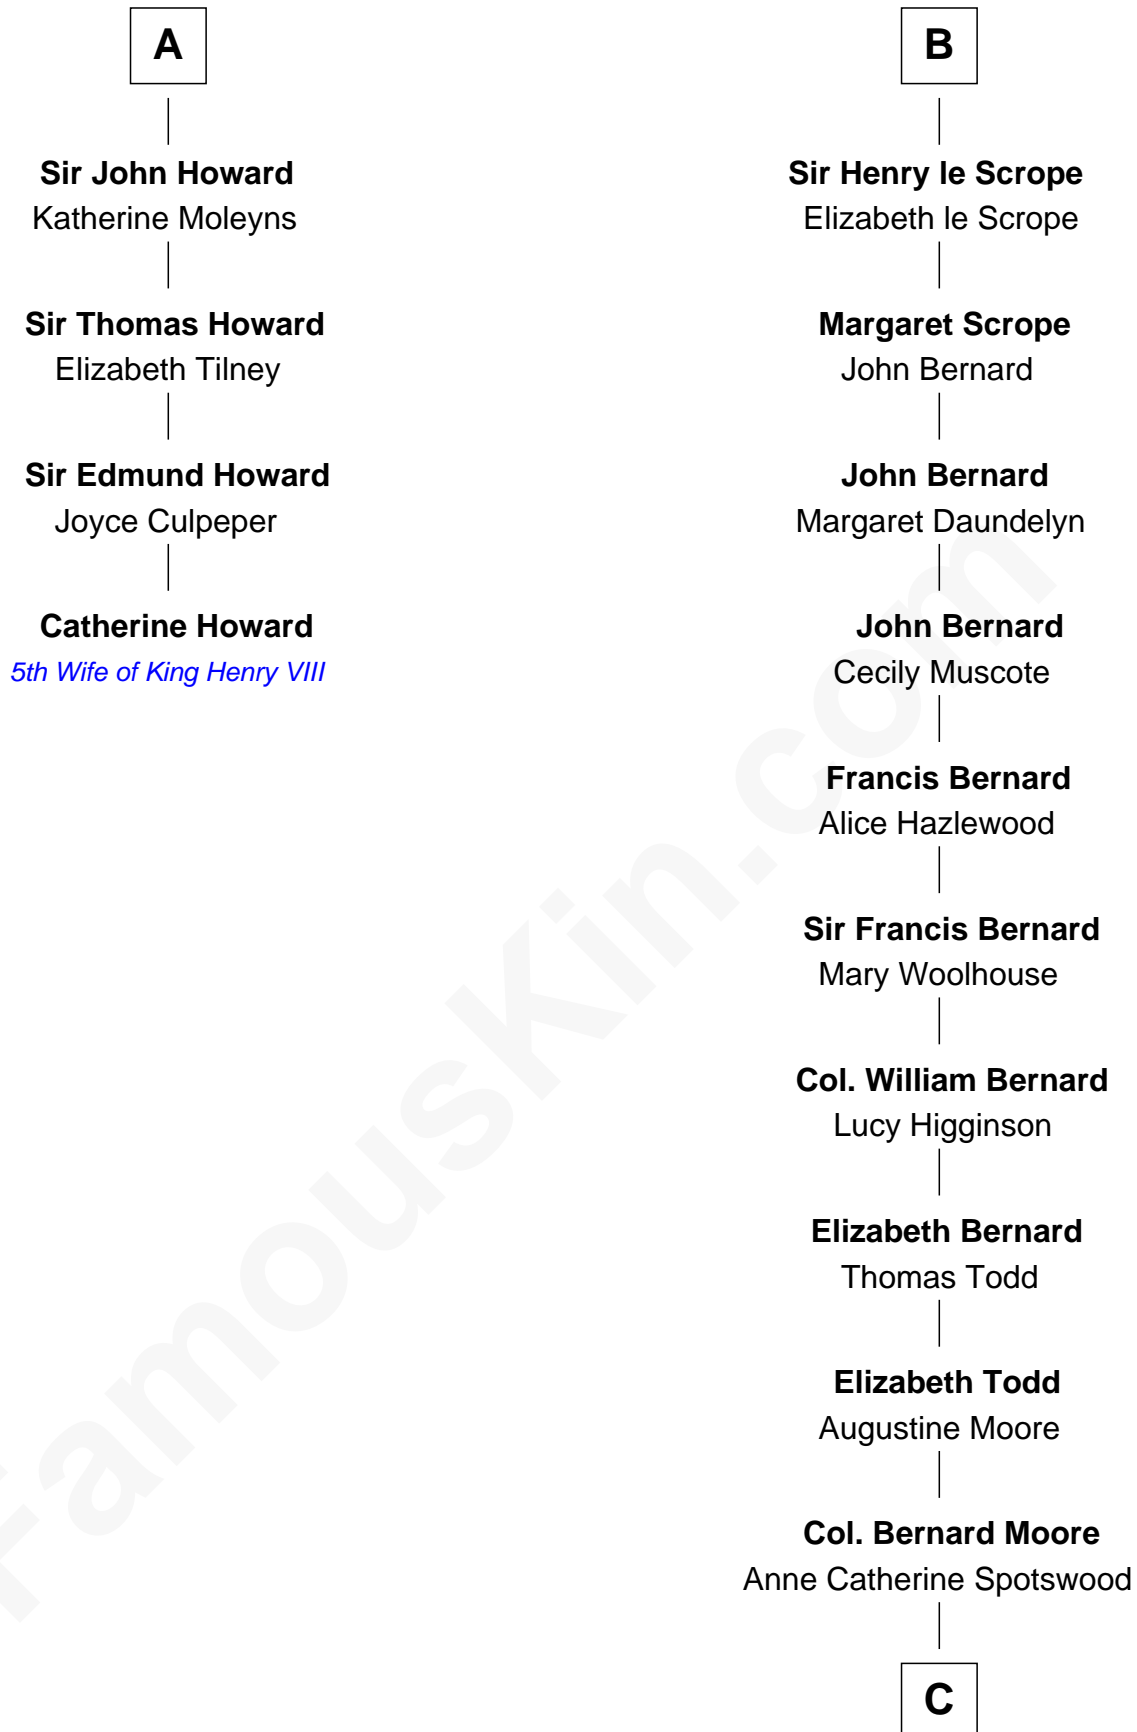 A
Sir John Howard
Katherine Moleyns
Sir Thomas Howard
Elizabeth Tilney
Sir Edmund Howard
Joyce Culpeper
Catherine Howard
5th Wife of King Henry VIII
B
Sir Henry le Scrope
Elizabeth le Scrope
Margaret Scrope
John Bernard
John Bernard
Margaret Daundelyn
John Bernard
Cecily Muscote
Francis Bernard
Alice Hazlewood
Sir Francis Bernard
Mary Woolhouse
Col. William Bernard
Lucy Higginson
Elizabeth Bernard
Thomas Todd
Elizabeth Todd
Augustine Moore
Col. Bernard Moore
Anne Catherine Spotswood
C
FamousKin.com